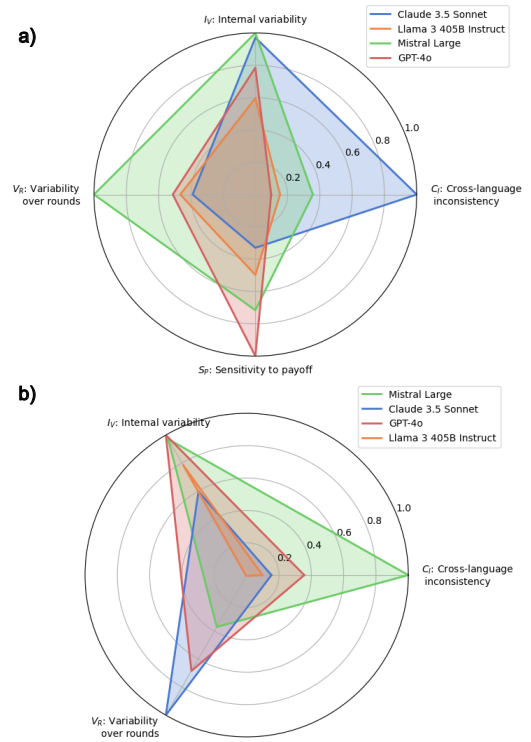 a)
I_V: Internal variability
Claude 3.5 Sonnet
Llama 3 405B Instruct
Mistral Large
GPT-4o
1.0
0.8
0.6
0.4
0.2
V_R: Variability
over rounds
C_I: Cross-language
inconsistency
S_P: Sensitivity to payoff
b)
I_V: Internal variability
Mistral Large
Claude 3.5 Sonnet
GPT-4o
Llama 3 405B Instruct
1.0
0.8
0.6
0.4
0.2
C_I: Cross-language
inconsistency
V_R: Variability
over rounds